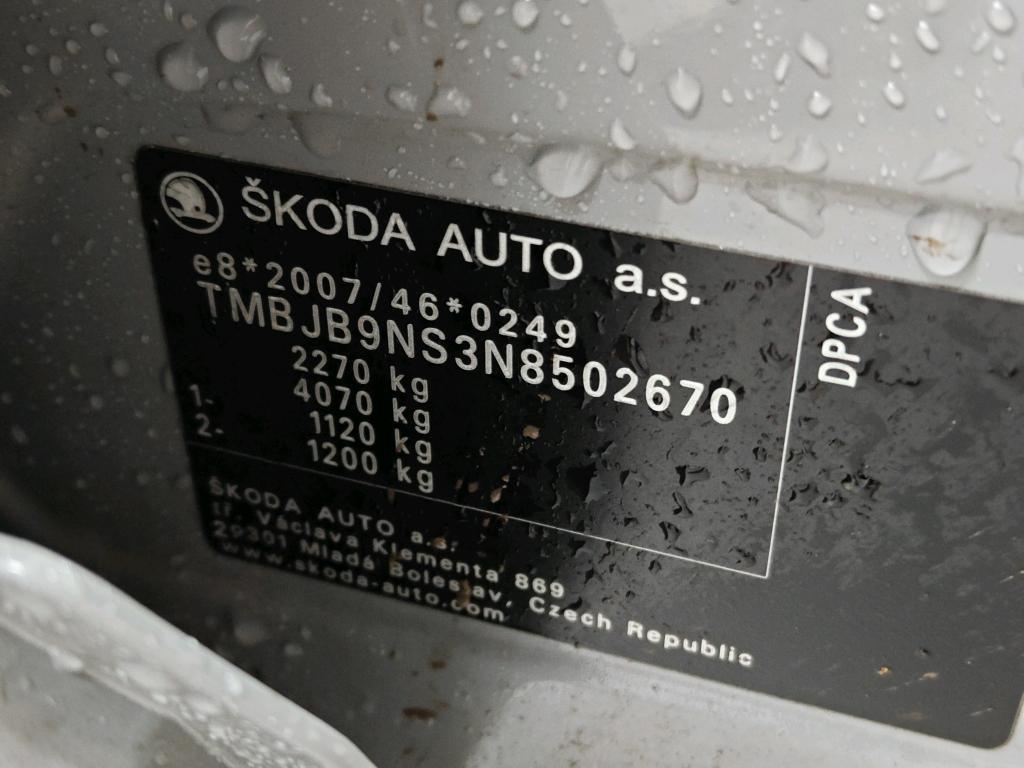 ŠKODA AUTO a.s.
e8*2007/46*0249
TMBJB9NS3N8502670
2270 kg
4070 kg
1- 1120 kg
2- 1200 kg
DPCA
ŠKODA AUTO a.s.
tř. Václava Klementa 869
29301 Mladá Boleslav, Czech Republic
www.skoda-auto.com